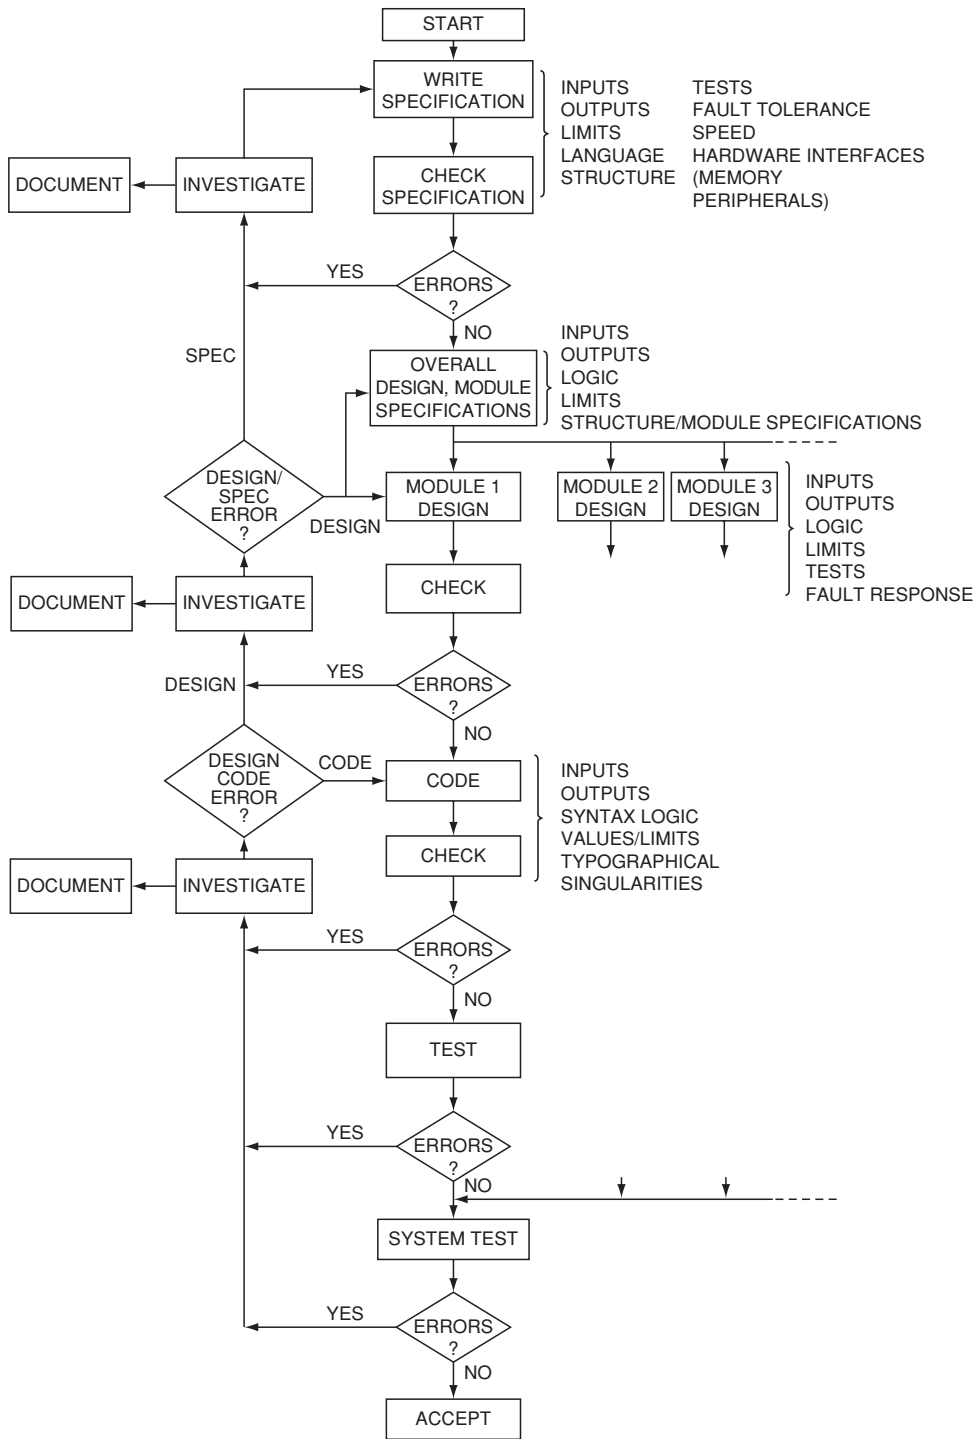 START
WRITE
SPECIFICATION
INPUTS
OUTPUTS
LIMITS
LANGUAGE
STRUCTURE
TESTS
FAULT TOLERANCE
SPEED
HARDWARE INTERFACES
(MEMORY
PERIPHERALS)
DOCUMENT
INVESTIGATE
CHECK
SPECIFICATION
YES
ERRORS
?
NO
SPEC
OVERALL
DESIGN, MODULE
SPECIFICATIONS
INPUTS
OUTPUTS
LOGIC
LIMITS
STRUCTURE/MODULE SPECIFICATIONS
DESIGN/
SPEC
ERROR
?
DESIGN
MODULE 1
DESIGN
MODULE 2
DESIGN
MODULE 3
DESIGN
INPUTS
OUTPUTS
LOGIC
LIMITS
TESTS
FAULT RESPONSE
DOCUMENT
INVESTIGATE
CHECK
DESIGN
YES
ERRORS
?
NO
DESIGN
CODE
ERROR
?
CODE
CODE
INPUTS
OUTPUTS
SYNTAX LOGIC
VALUES/LIMITS
TYPOGRAPHICAL
SINGULARITIES
CHECK
DOCUMENT
INVESTIGATE
YES
ERRORS
?
NO
TEST
YES
ERRORS
?
NO
SYSTEM TEST
YES
ERRORS
?
NO
ACCEPT